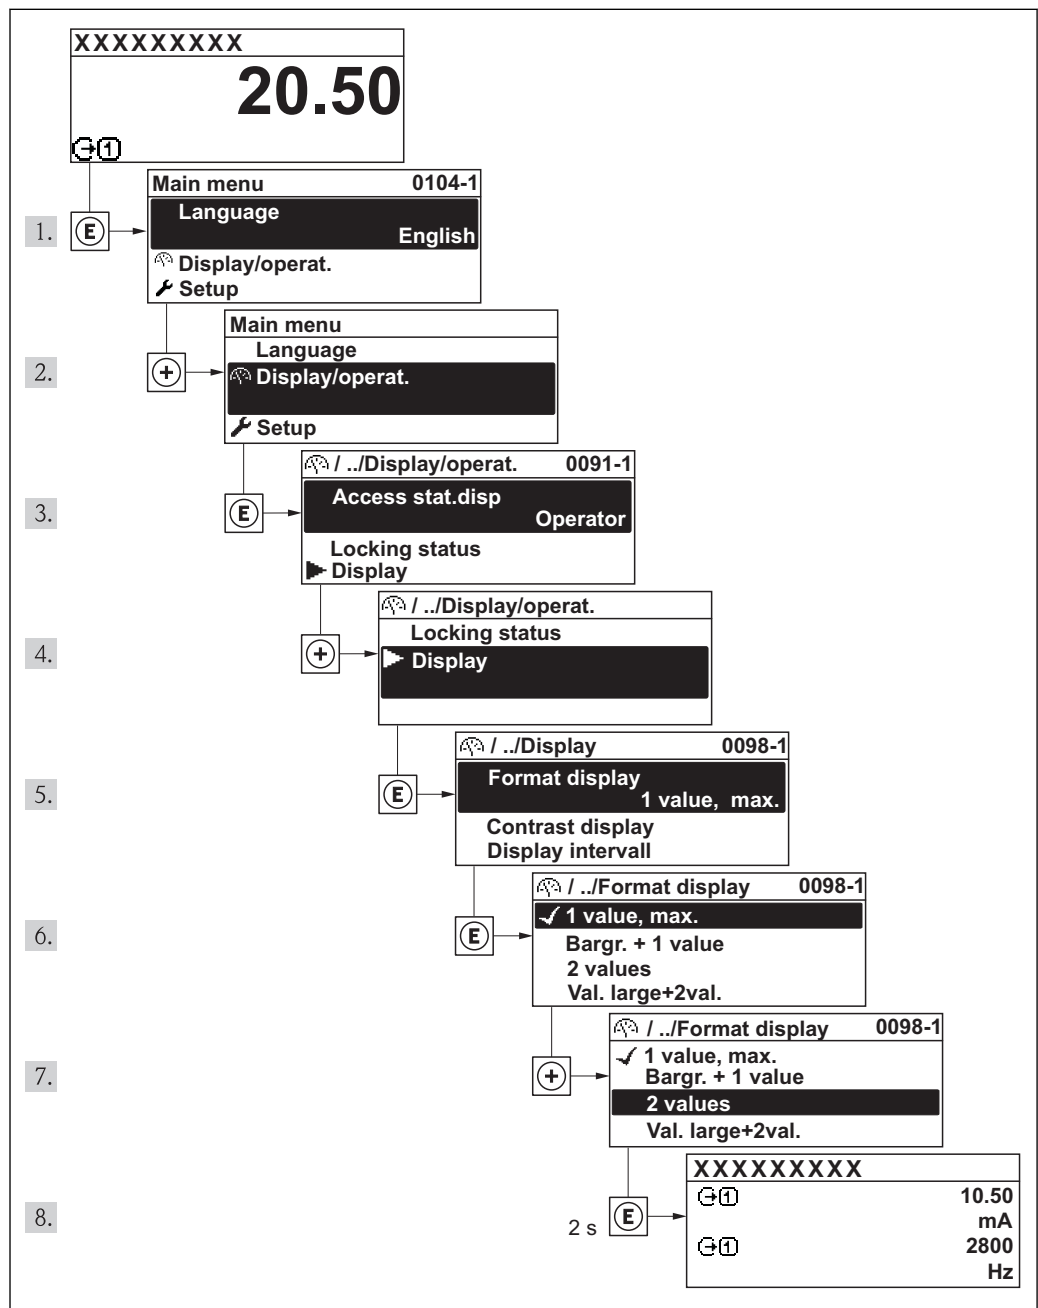 XXXXXXXXX
20.50
1
Main menu 0104-1
Language
1. E English
Display/operat.
Setup
Main menu
Language
2. + Display/operat.
Setup
/ ../Display/operat. 0091-1
Access stat.disp
3. E Operator
Locking status
Display
/ ../Display/operat.
Locking status
4. + Display
/ ../Display 0098-1
Format display
5. E 1 value, max.
Contrast display
Display intervall
/ ../Format display 0098-1
1 value, max.
6. E Bargr. + 1 value
2 values
Val. large+2val.
/ ../Format display 0098-1
1 value, max.
7. + Bargr. + 1 value
2 values
Val. large+2val.
XXXXXXXXX
1 10.50
8. 2 s E mA
1 2800
Hz